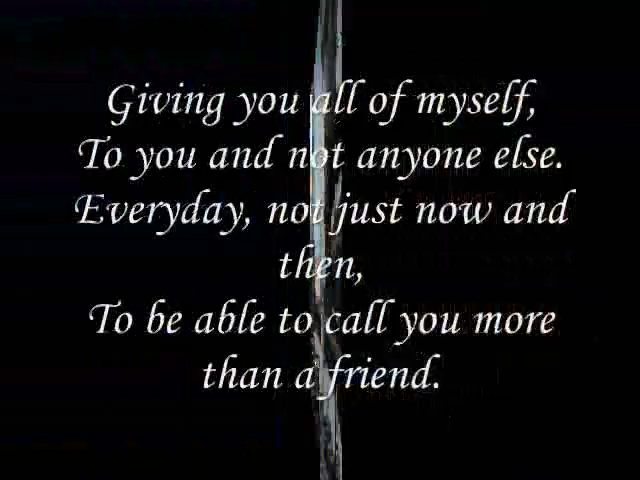 Giving you all of myself,
To you and not anyone else.
Everyday, not just now and
then,
To be able to call you more
than a friend.